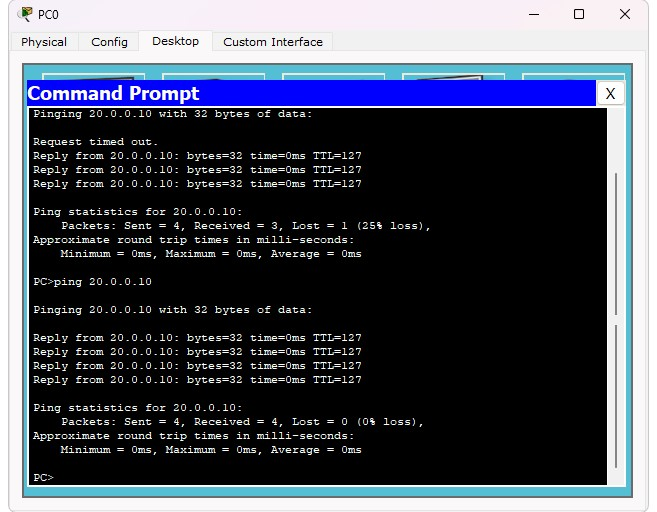 PC0
Physical Config Desktop Custom Interface
Command Prompt X
Pinging 20.0.0.10 with 32 bytes of data:
Request timed out.
Reply from 20.0.0.10: bytes=32 time=0ms TTL=127
Reply from 20.0.0.10: bytes=32 time=0ms TTL=127
Reply from 20.0.0.10: bytes=32 time=0ms TTL=127
Ping statistics for 20.0.0.10:
Packets: Sent = 4, Received = 3, Lost = 1 (25% loss),
Approximate round trip times in milli-seconds:
Minimum = 0ms, Maximum = 0ms, Average = 0ms
PC>ping 20.0.0.10
Pinging 20.0.0.10 with 32 bytes of data:
Reply from 20.0.0.10: bytes=32 time=0ms TTL=127
Reply from 20.0.0.10: bytes=32 time=0ms TTL=127
Reply from 20.0.0.10: bytes=32 time=0ms TTL=127
Reply from 20.0.0.10: bytes=32 time=0ms TTL=127
Ping statistics for 20.0.0.10:
Packets: Sent = 4, Received = 4, Lost = 0 (0% loss),
Approximate round trip times in milli-seconds:
Minimum = 0ms, Maximum = 0ms, Average = 0ms
PC>